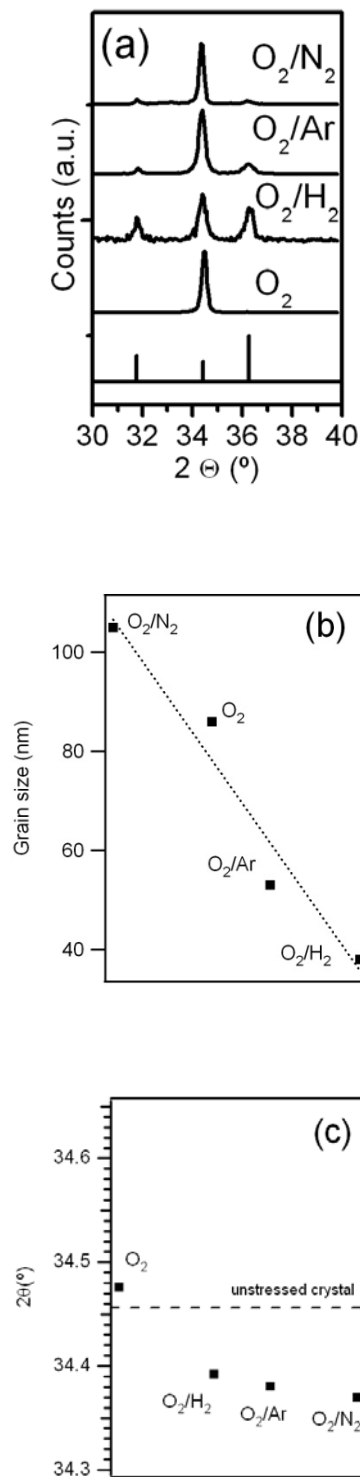 (a)
O₂/N₂
O₂/Ar
O₂/H₂
O₂
Counts (a.u.)
30 32 34 36 38 40
2 Θ (º)
(b)
O₂/N₂
100
O₂
80
Grain size (nm)
60
O₂/Ar
40
O₂/H₂
(c)
34.6
34.5
O₂
unstressed crystal
2θ(°)
34.4
O₂/H₂ O₂/Ar O₂/N₂
34.3